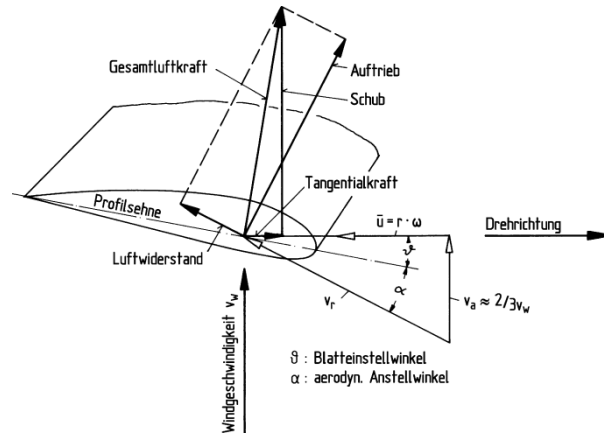 Gesamtluftkraft
Auftrieb
Schub
Tangentialkraft
Profilsehne
ū = r · ω
Drehrichtung
ϑ
Luftwiderstand
α
v_r
v_a ≈ 2/3 v_w
Windgeschwindigkeit v_w
ϑ : Blatteinstellwinkel
α : aerodyn. Anstellwinkel